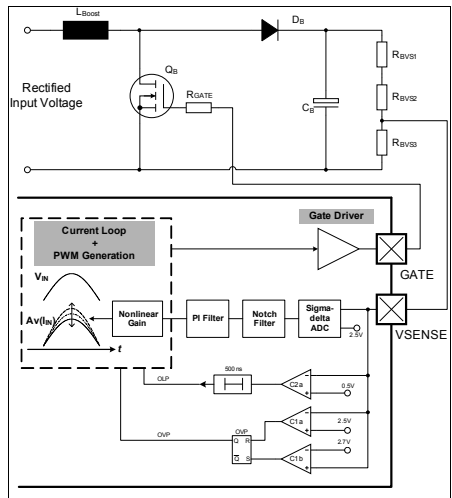 LBoost
DB
RBVS1
QB
RGATE
Rectified
Input Voltage
CB
RBVS2
RBVS3
Current Loop
+
PWM Generation
Gate Driver
GATE
VIN
Av(IIN)
t
Nonlinear
Gain
PI Filter
Notch
Filter
Sigma-
delta
ADC
2.5V
VSENSE
OLP
500 ns
C2a
0.5V
OVP
OVP
Q
R
Q
S
C1a
2.5V
C1b
2.7V